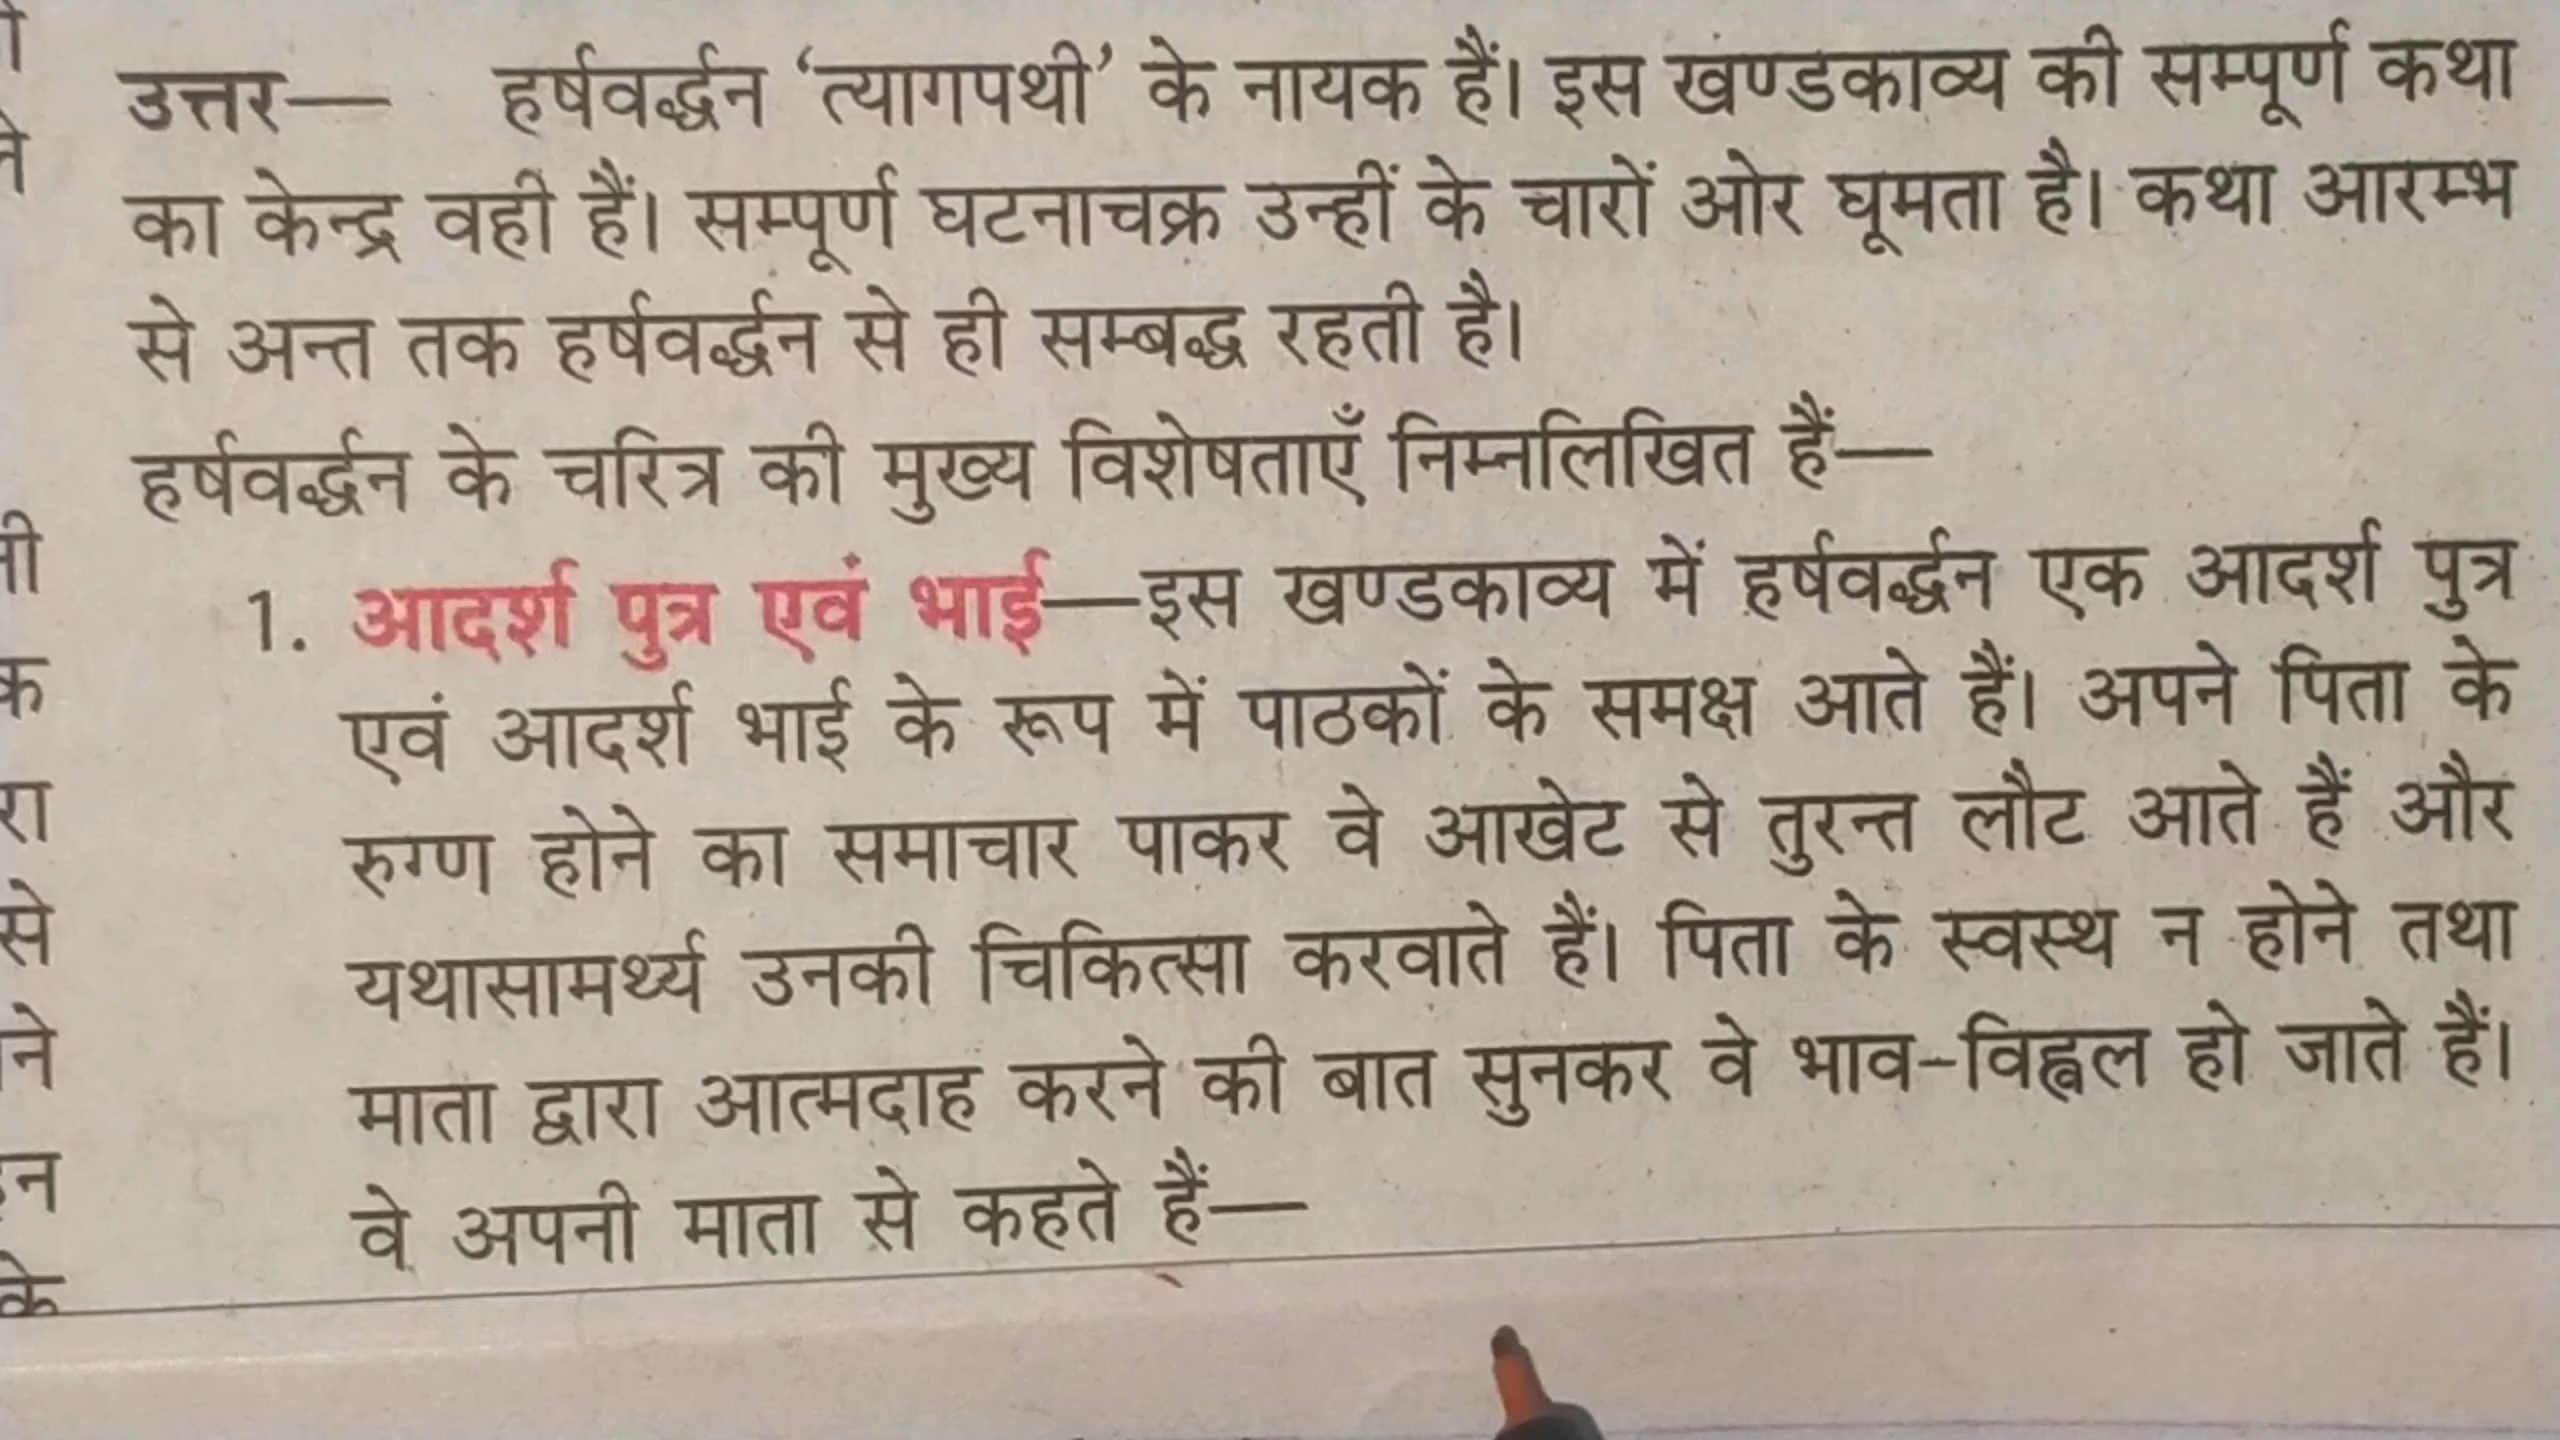 उत्तर— हर्षवर्द्धन ‘त्यागपथी’ के नायक हैं। इस खण्डकाव्य की सम्पूर्ण कथा
का केन्द्र वही हैं। सम्पूर्ण घटनाचक्र उन्हीं के चारों ओर घूमता है। कथा आरम्भ
से अन्त तक हर्षवर्द्धन से ही सम्बद्ध रहती है।
हर्षवर्द्धन के चरित्र की मुख्य विशेषताएँ निम्नलिखित हैं—
1. आदर्श पुत्र एवं भाई—इस खण्डकाव्य में हर्षवर्द्धन एक आदर्श पुत्र
एवं आदर्श भाई के रूप में पाठकों के समक्ष आते हैं। अपने पिता के
रुग्ण होने का समाचार पाकर वे आखेट से तुरन्त लौट आते हैं और
यथासामर्थ्य उनकी चिकित्सा करवाते हैं। पिता के स्वस्थ न होने तथा
माता द्वारा आत्मदाह करने की बात सुनकर वे भाव-विह्वल हो जाते हैं।
वे अपनी माता से कहते हैं—